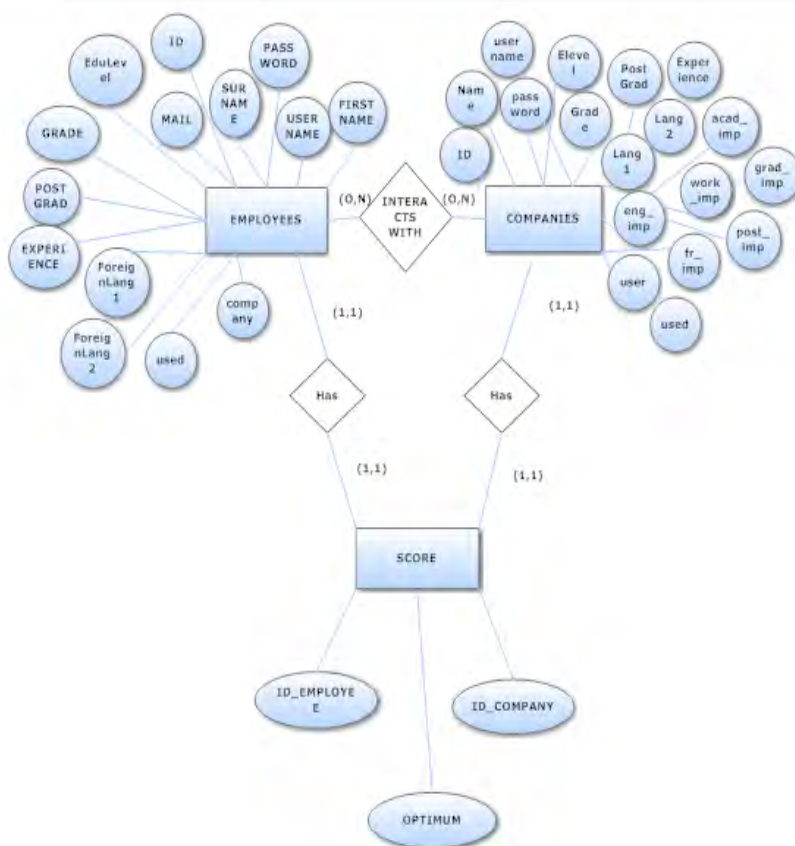 ID
PASS
WORD
EduLev
el
SUR
NAM
E
FIRST
NAME
USER
NAME
MAIL
GRADE
POST
GRAD
EXPERI
ENCE
Foreig
nLang
1
Foreig
nLang
2
used
comp
any
EMPLOYEES
(O,N)
INTERA
CTS
WITH
(O,N)
COMPANIES
user
name
Eleve
l
Post
Grad
Exper
ience
Nam
e
pass
word
Grad
e
Lang
2
acad_
imp
ID
Lang
1
work
_imp
grad_
imp
eng_
imp
post_
imp
fr_
imp
user
used
(1,1)
(1,1)
Has
Has
(1,1)
(1,1)
SCORE
ID_EMPLOYE
E
ID_COMPANY
OPTIMUM